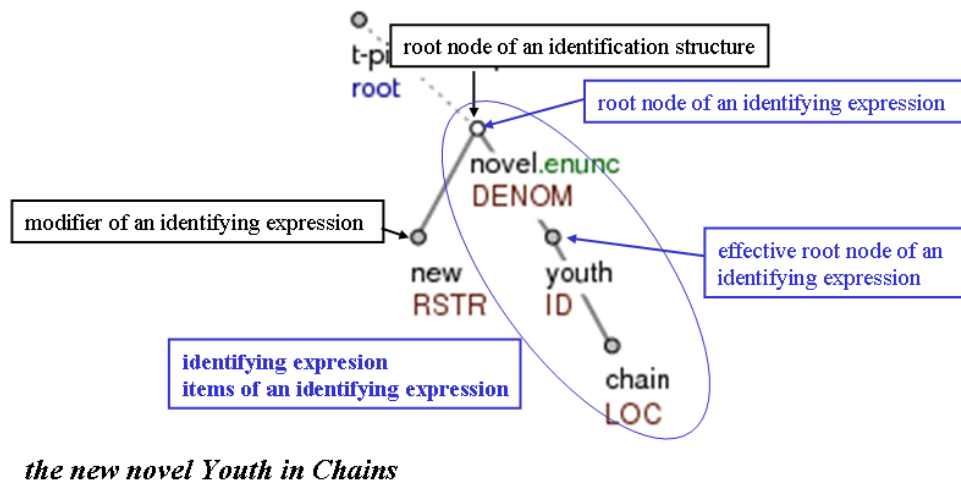 root node of an identification structure
t-pi
root
root node of an identifying expression
novel.enunc
DENOM
modifier of an identifying expression
effective root node of an
identifying expression
new
RSTR
youth
ID
identifying expresion
items of an identifying expression
chain
LOC
the new novel Youth in Chains